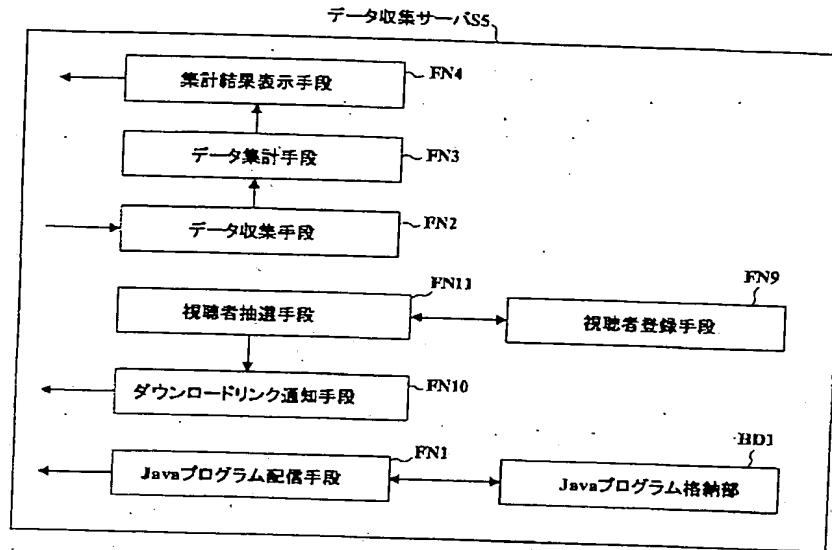 データ収集サーバS5
集計結果表示手段
FN4
データ集計手段
FN3
データ収集手段
FN2
視聴者抽選手段
FN11
視聴者登録手段
FN9
ダウンロードリンク通知手段
FN10
Javaプログラム配信手段
FN1
Javaプログラム格納部
BD1